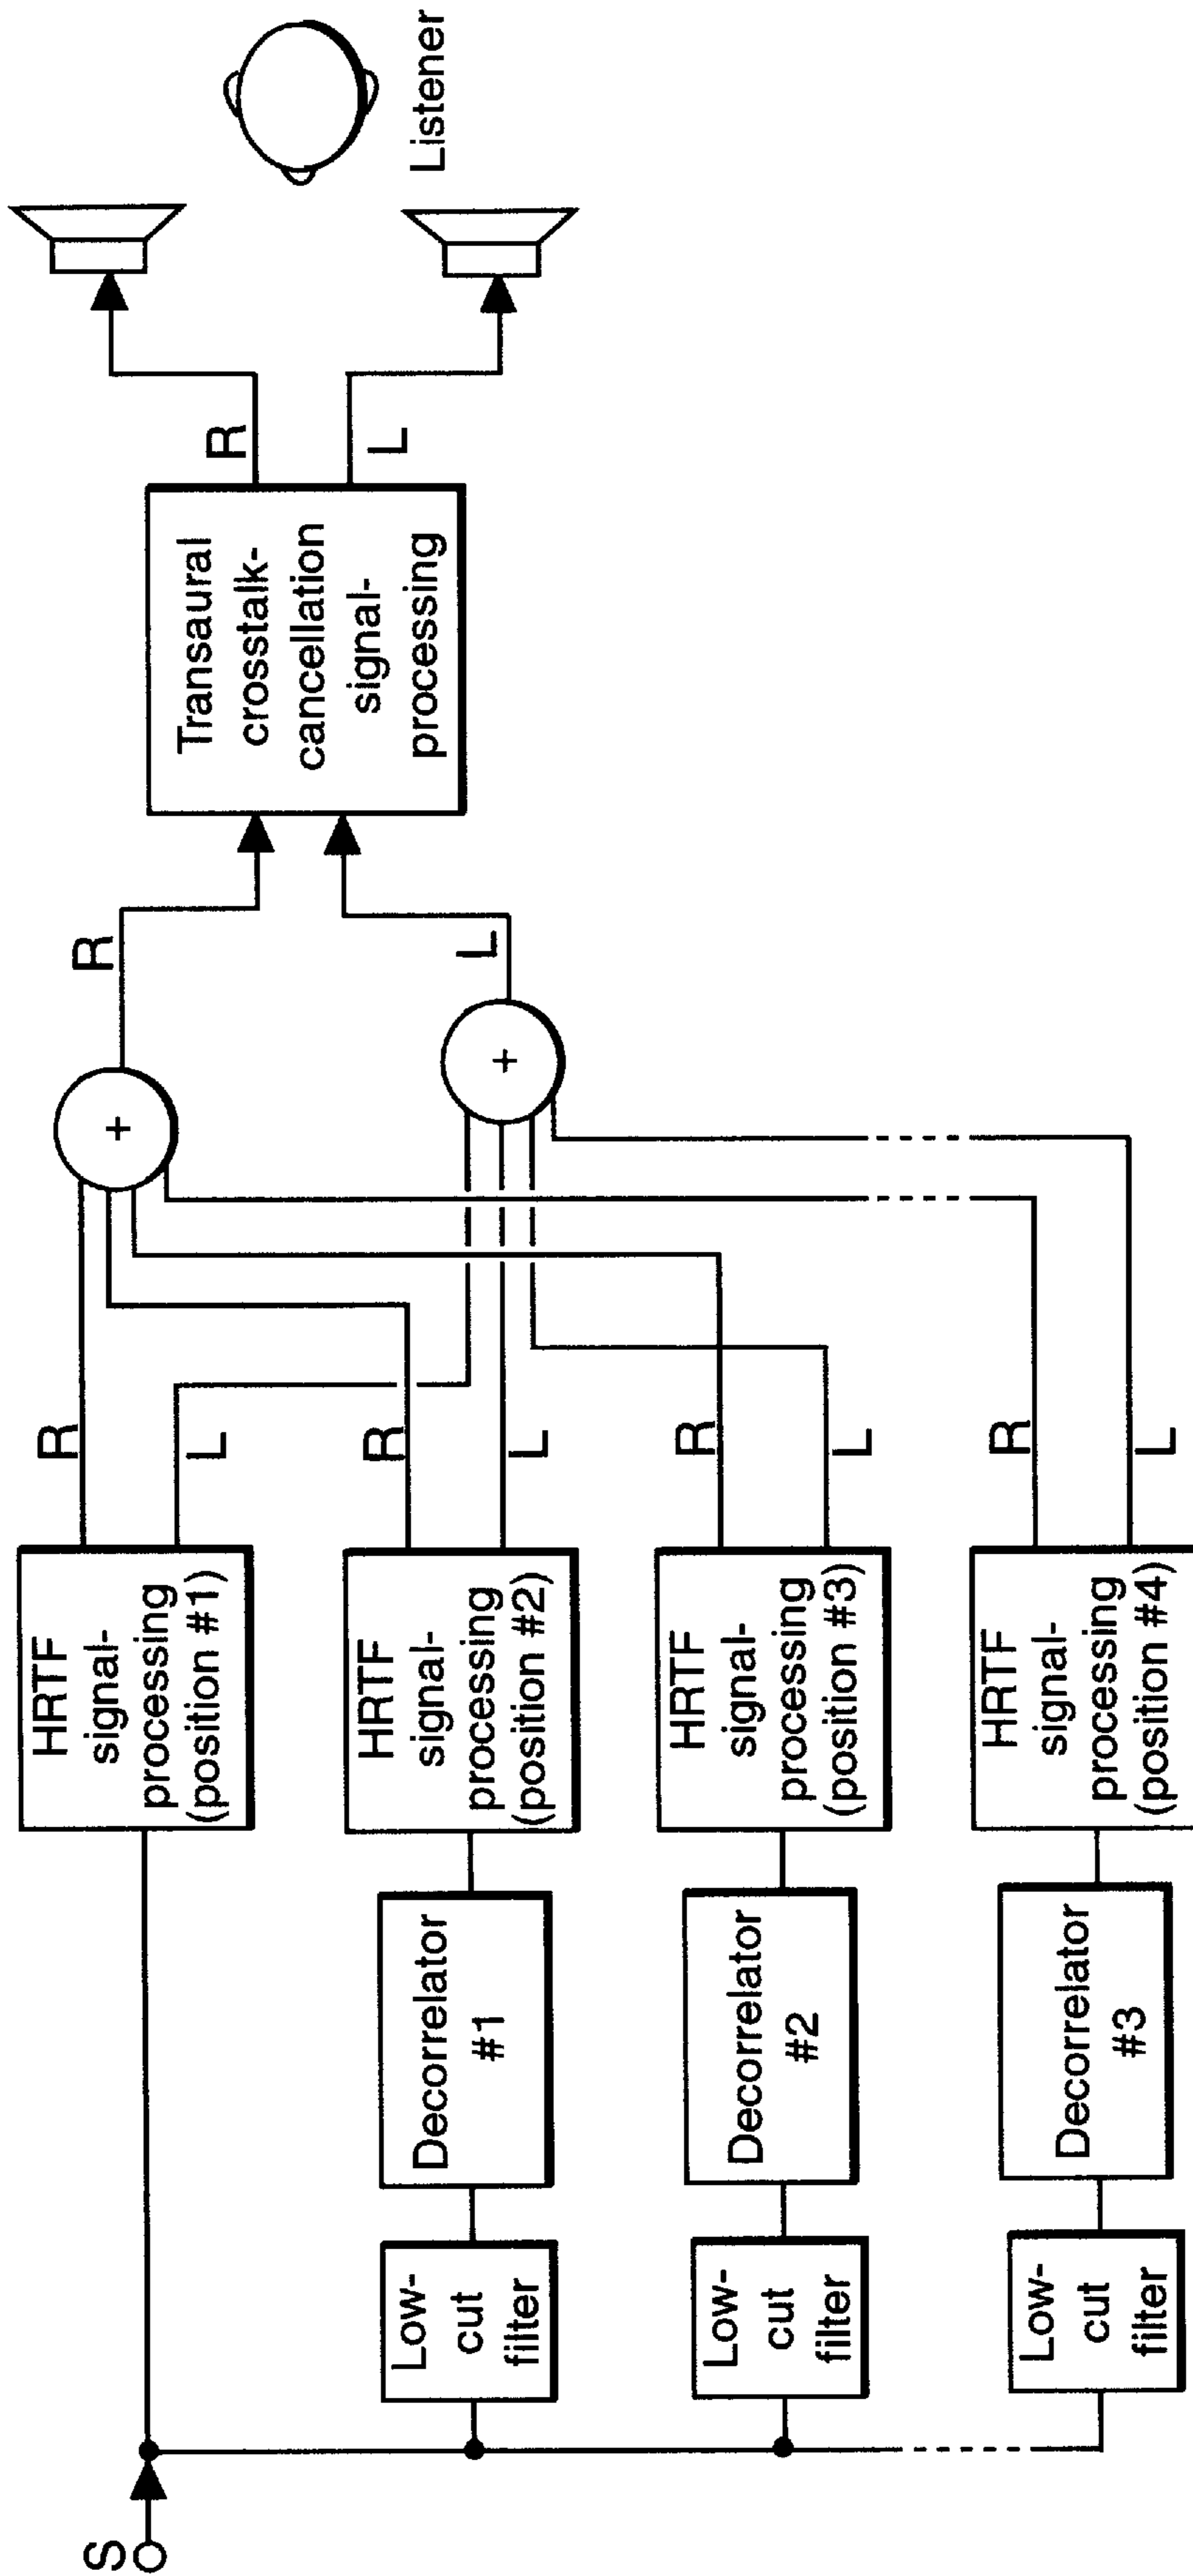 S
HRTF
signal-
processing
(position #1)
R
L
Low-
cut
filter
Decorrelator
#1
HRTF
signal-
processing
(position #2)
R
L
Low-
cut
filter
Decorrelator
#2
HRTF
signal-
processing
(position #3)
R
L
Low-
cut
filter
Decorrelator
#3
HRTF
signal-
processing
(position #4)
R
L
+
R
+
L
Transaural
crosstalk-
cancellation
signal-
processing
R
L
Listener